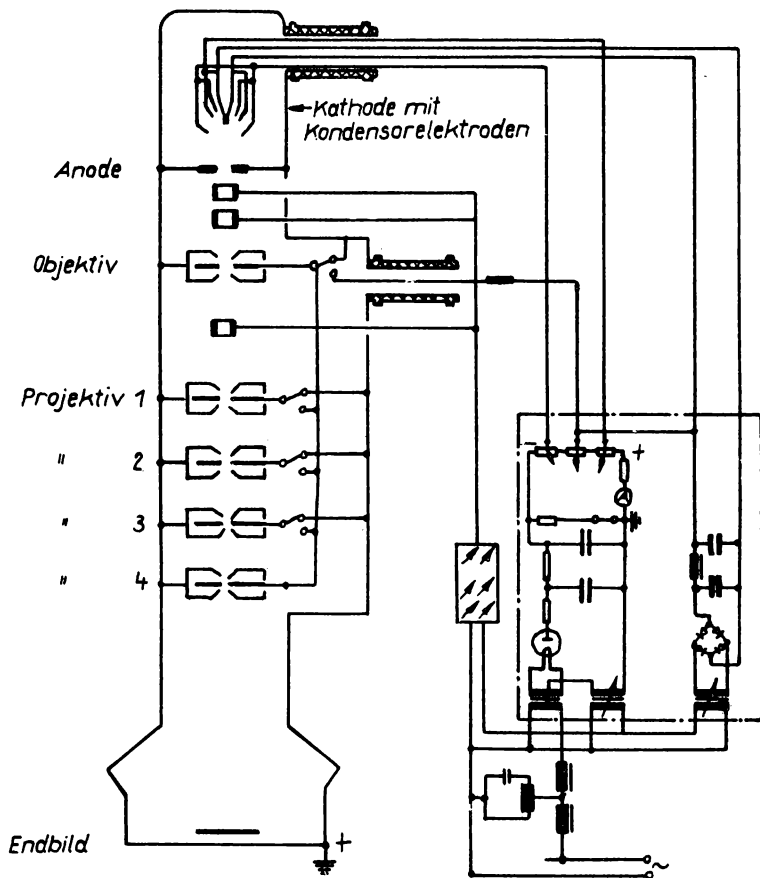 Kathode mit
Kondensorelektroden
Anode
Objektiv
Projektiv 1
" 2
" 3
" 4
Endbild
+
− +
~